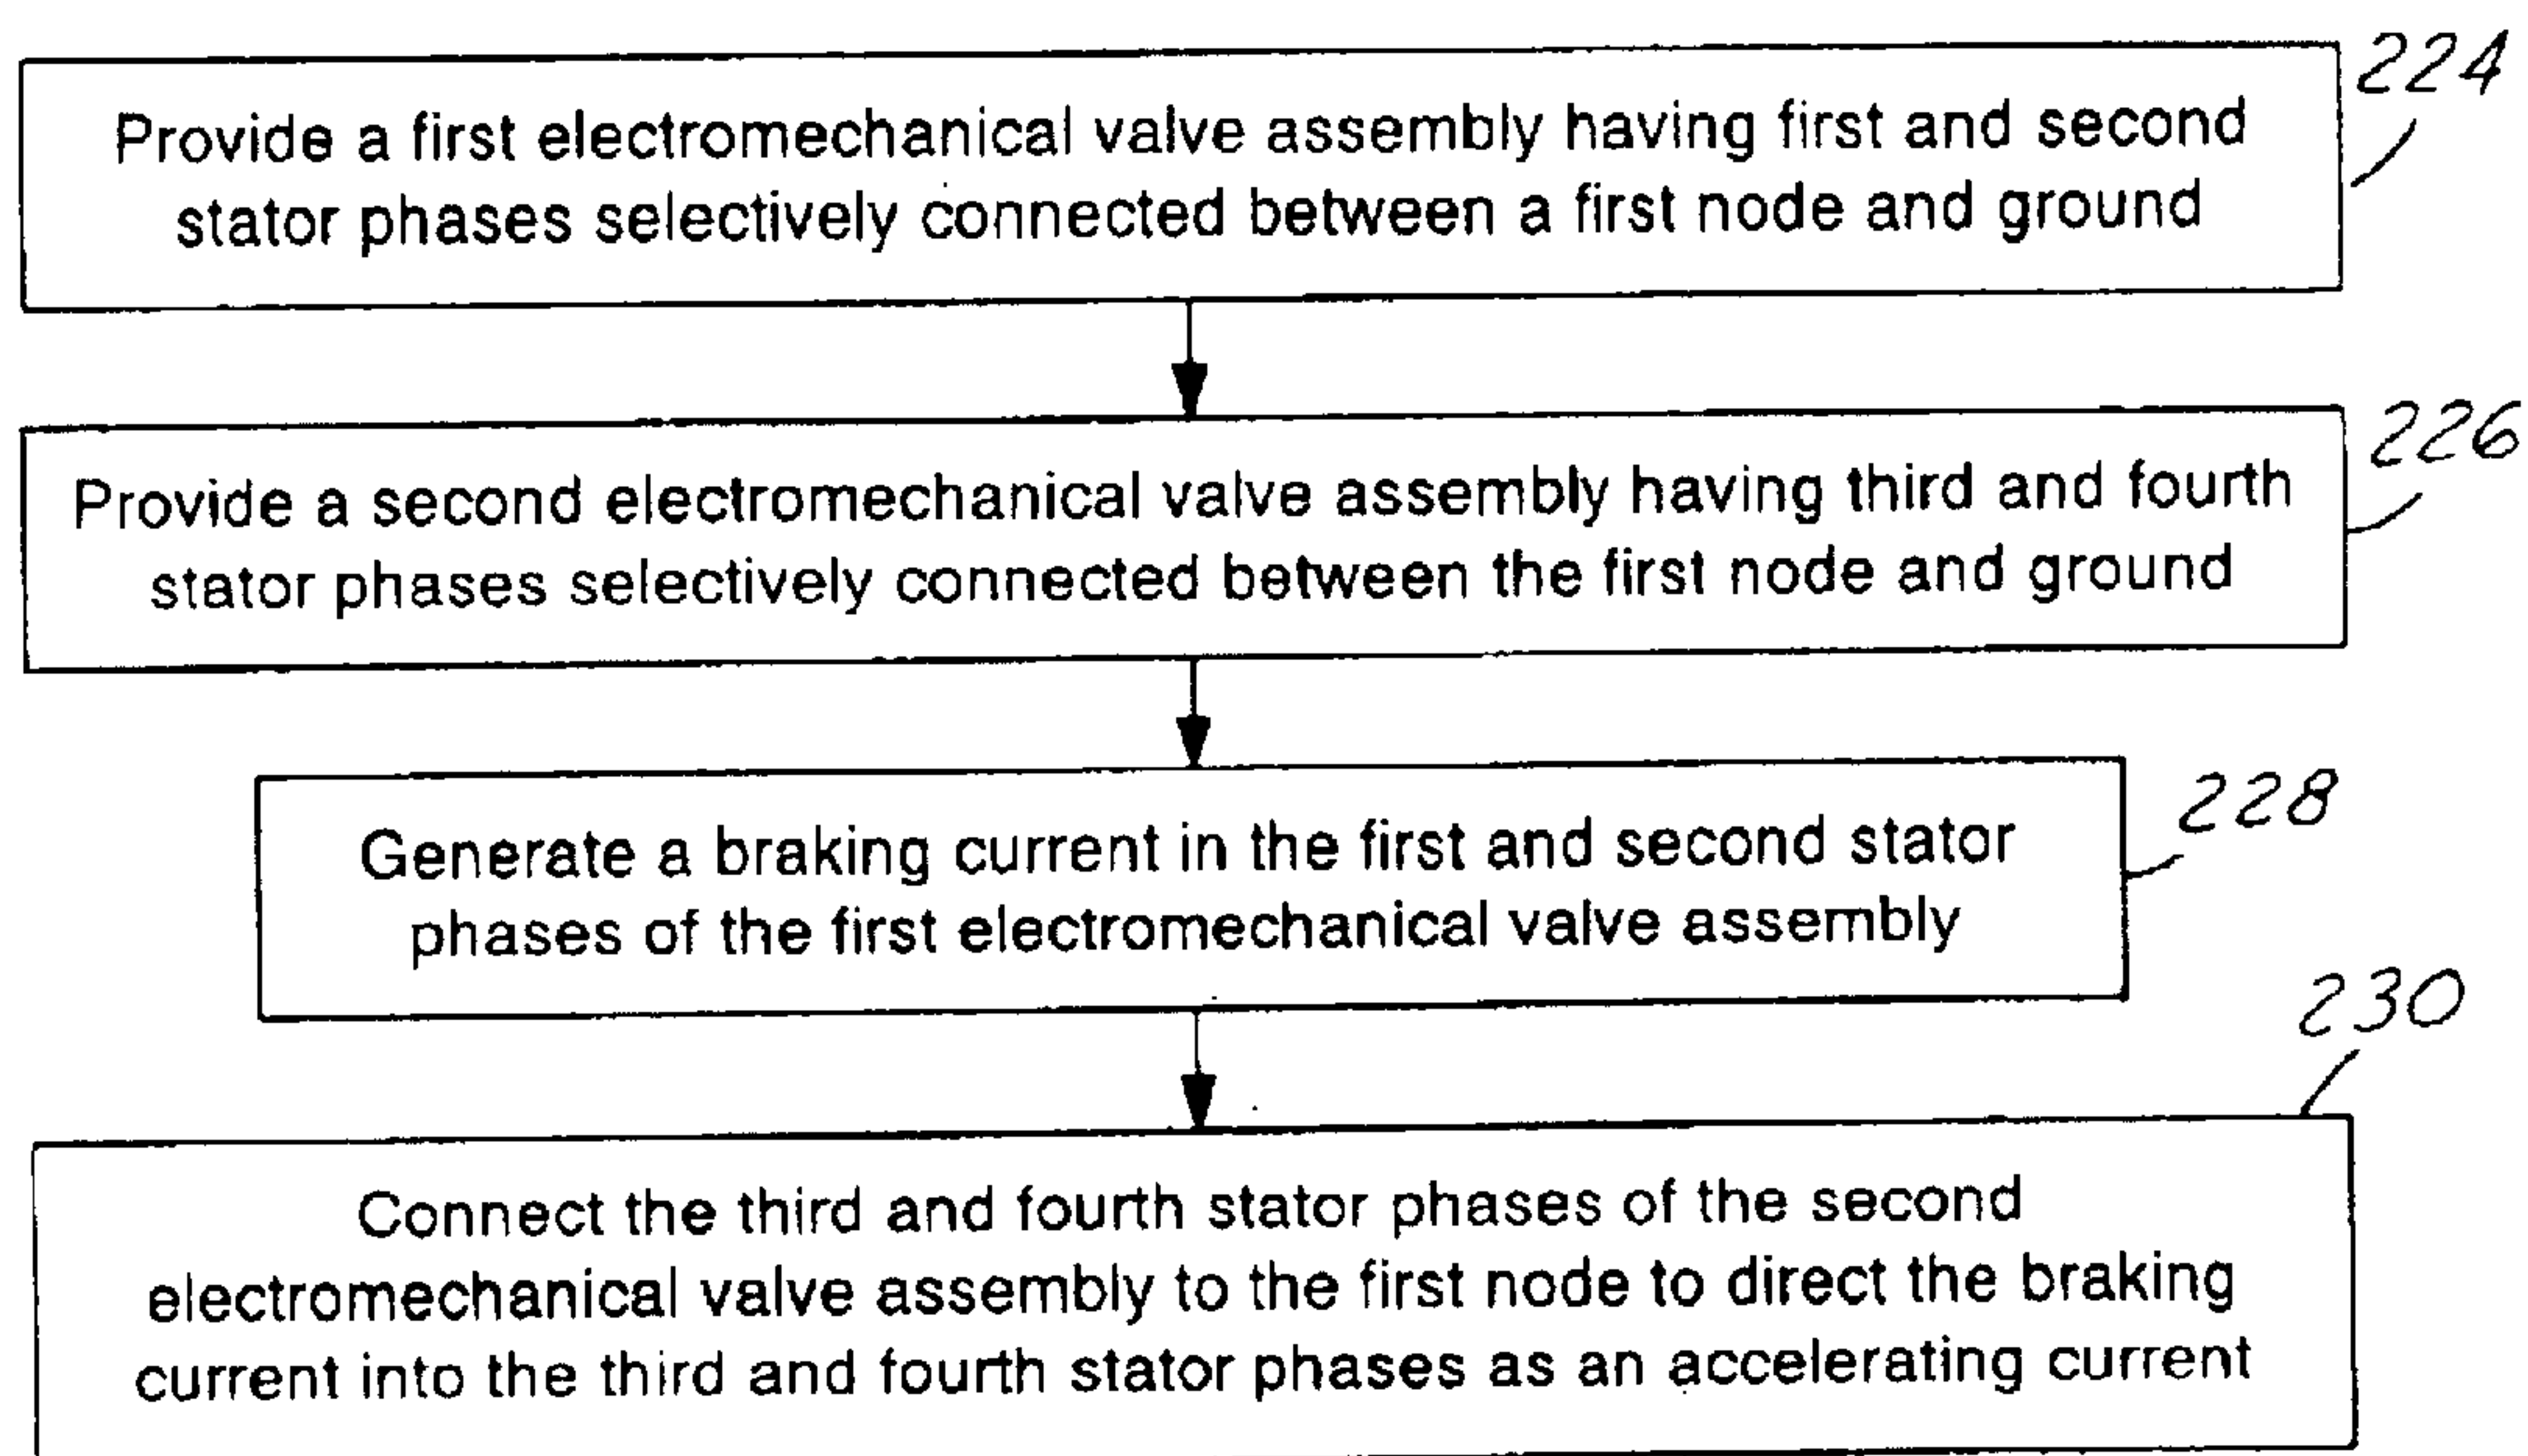 224
Provide a first electromechanical valve assembly having first and second
stator phases selectively connected between a first node and ground
226
Provide a second electromechanical valve assembly having third and fourth
stator phases selectively connected between the first node and ground
228
Generate a braking current in the first and second stator
phases of the first electromechanical valve assembly
230
Connect the third and fourth stator phases of the second
electromechanical valve assembly to the first node to direct the braking
current into the third and fourth stator phases as an accelerating current